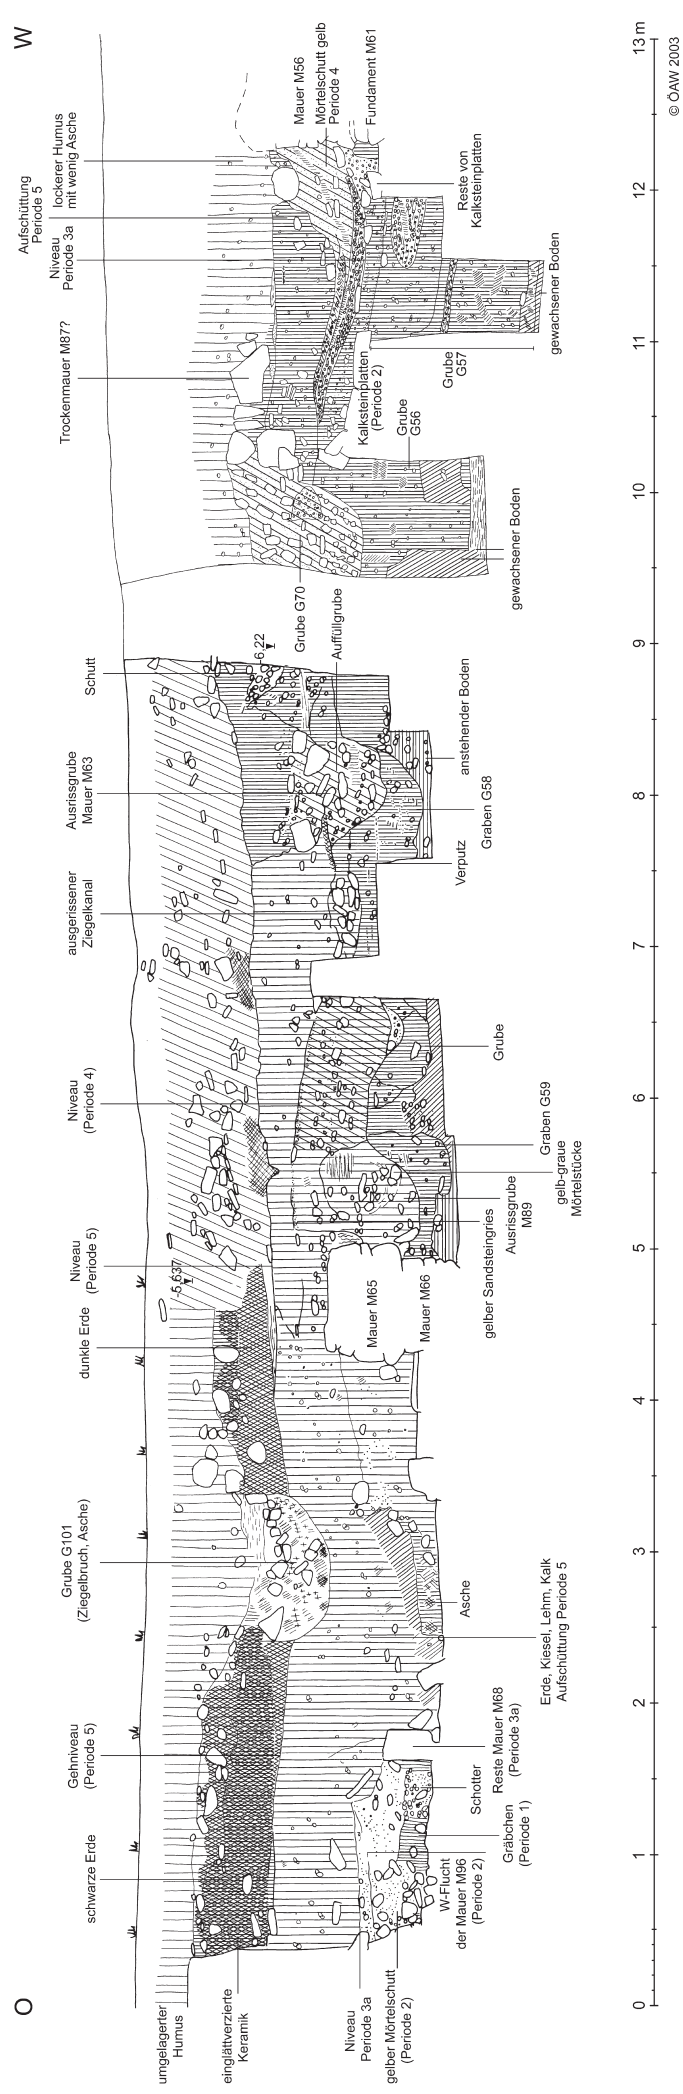 O
W
umgelagerter
Humus
einglättverzierte
Keramik
Niveau
Periode 3a
gelber Mörtelschutt
(Periode 2)
schwarze Erde
Gehniveau
(Periode 5)
Grube G101
(Ziegelbruch, Asche)
dunkle Erde
Niveau
(Periode 5)
-5,637
Niveau
(Periode 4)
ausgerissener
Ziegelkanal
Ausrissgrube
Mauer M63
Schutt
-6,22
Trockenmauer M87?
Niveau
Periode 3a
Aufschüttung
Periode 5
lockerer Humus
mit wenig Asche
Mauer M56
Mörtelschutt gelb
Periode 4
Fundament M61
W-Flucht
der Mauer M96
(Periode 2)
Gräbchen
(Periode 1)
Schotter
Reste Mauer M68
(Periode 3a)
Erde, Kiesel, Lehm, Kalk
Aufschüttung Periode 5
Asche
Mauer M65
Mauer M66
gelber Sandsteingries
Ausrissgrube
M89
gelb-graue
Mörtelstücke
Graben G59
Grube
Verputz
Graben G58
anstehender Boden
Grube G70
Auffüllgrube
gewachsener Boden
Grube
G56
Kalksteinplatten
(Periode 2)
Grube
G57
gewachsener Boden
Reste von
Kalksteinplatten
0
1
2
3
4
5
6
7
8
9
10
11
12
13 m
© ÖAW 2003